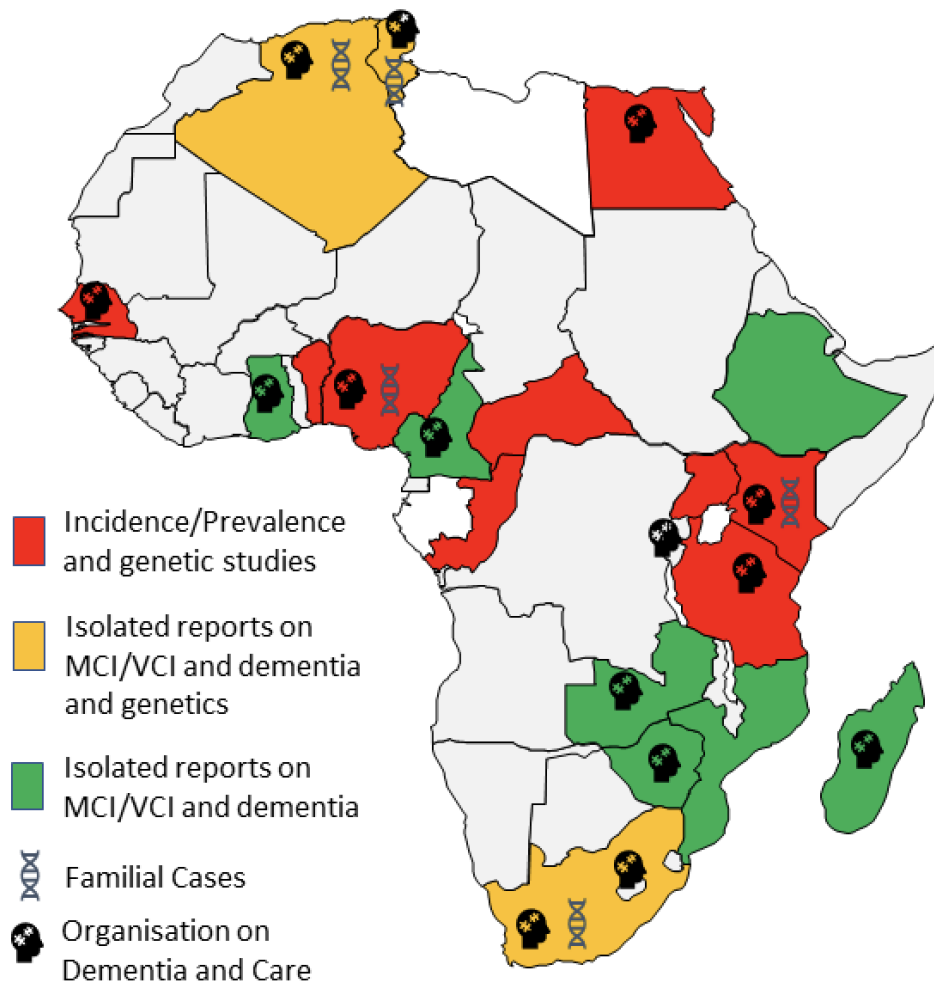 Incidence/Prevalence
and genetic studies
Isolated reports on
MCI/VCI and dementia
and genetics
Isolated reports on
MCI/VCI and dementia
Familial Cases
Organisation on
Dementia and Care